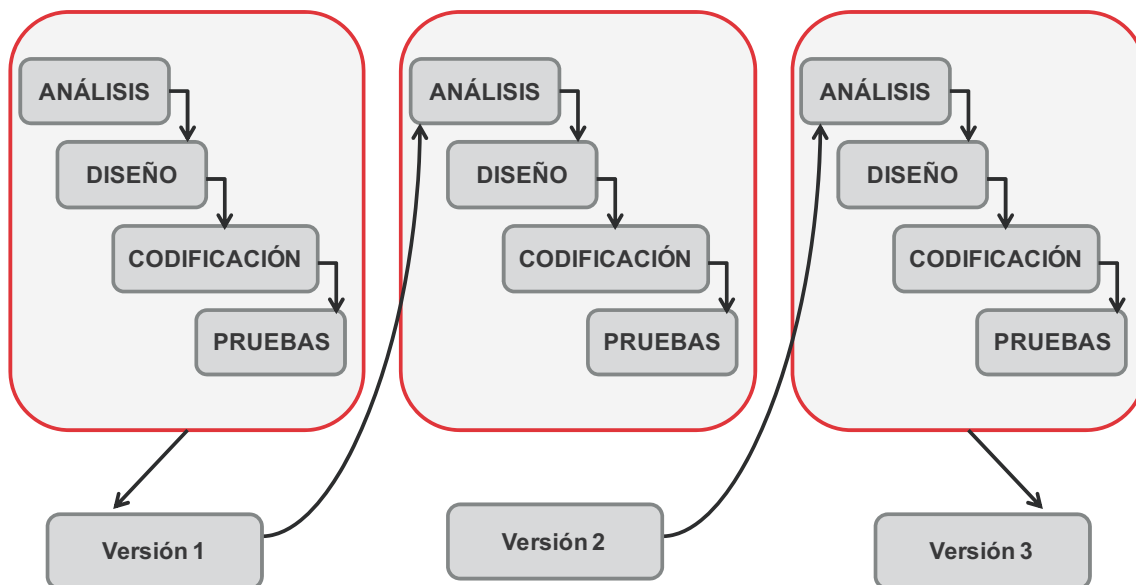 ANÁLISIS
DISEÑO
CODIFICACIÓN
PRUEBAS
ANÁLISIS
DISEÑO
CODIFICACIÓN
PRUEBAS
ANÁLISIS
DISEÑO
CODIFICACIÓN
PRUEBAS
Versión 1
Versión 2
Versión 3